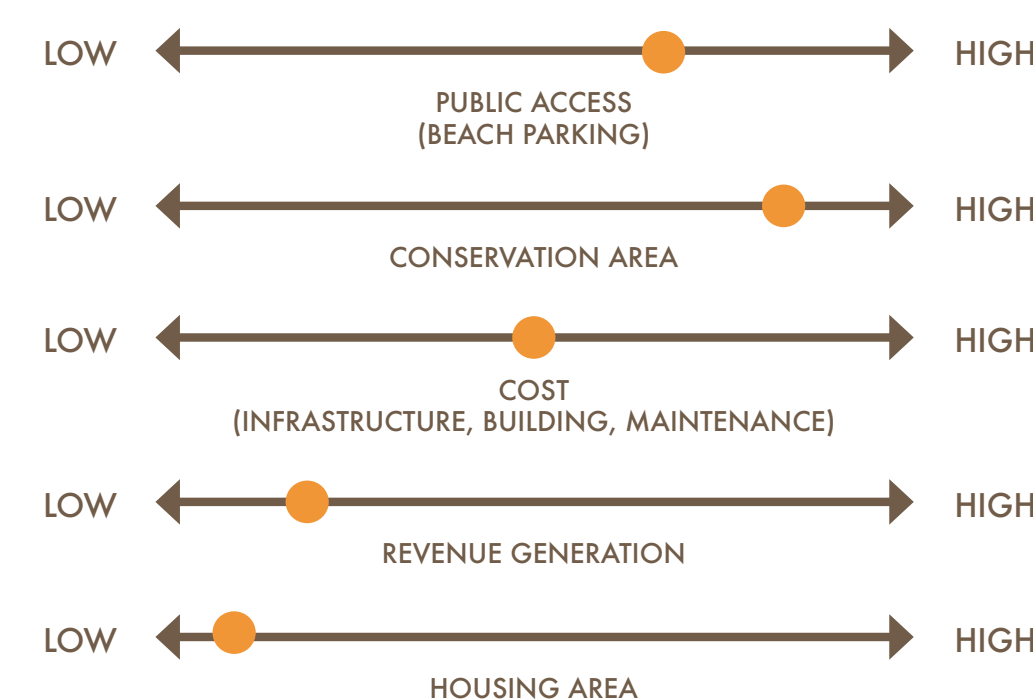 LOW HIGH
PUBLIC ACCESS
(BEACH PARKING)
LOW HIGH
CONSERVATION AREA
LOW HIGH
COST
(INFRASTRUCTURE, BUILDING, MAINTENANCE)
LOW HIGH
REVENUE GENERATION
LOW HIGH
HOUSING AREA